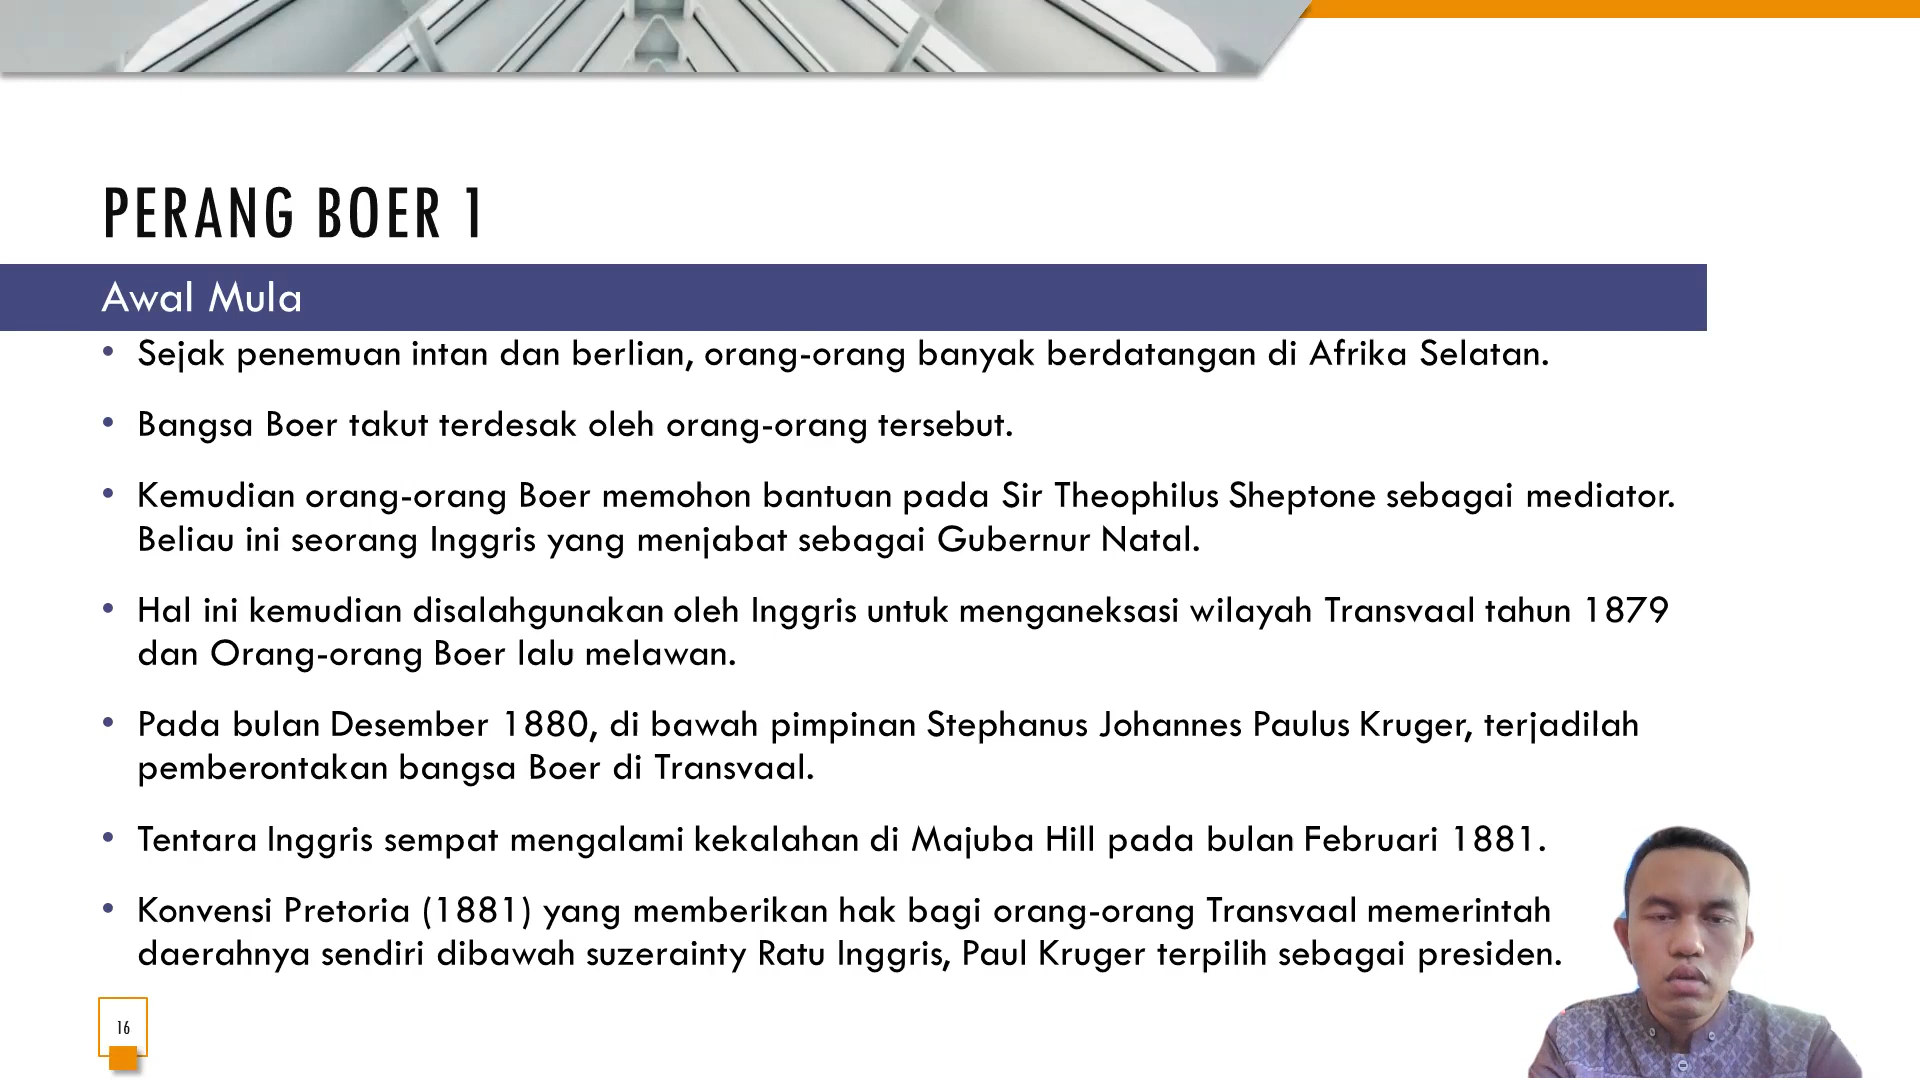 PERANG BOER 1
Awal Mula
• Sejak penemuan intan dan berlian, orang-orang banyak berdatangan di Afrika Selatan.
• Bangsa Boer takut terdesak oleh orang-orang tersebut.
• Kemudian orang-orang Boer memohon bantuan pada Sir Theophilus Sheptone sebagai mediator.
Beliau ini seorang Inggris yang menjabat sebagai Gubernur Natal.
• Hal ini kemudian disalahgunakan oleh Inggris untuk menganeksasi wilayah Transvaal tahun 1879
dan Orang-orang Boer lalu melawan.
• Pada bulan Desember 1880, di bawah pimpinan Stephanus Johannes Paulus Kruger, terjadilah
pemberontakan bangsa Boer di Transvaal.
• Tentara Inggris sempat mengalami kekalahan di Majuba Hill pada bulan Februari 1881.
• Konvensi Pretoria (1881) yang memberikan hak bagi orang-orang Transvaal memerintah
daerahnya sendiri dibawah suzerainty Ratu Inggris, Paul Kruger terpilih sebagai presiden.
16